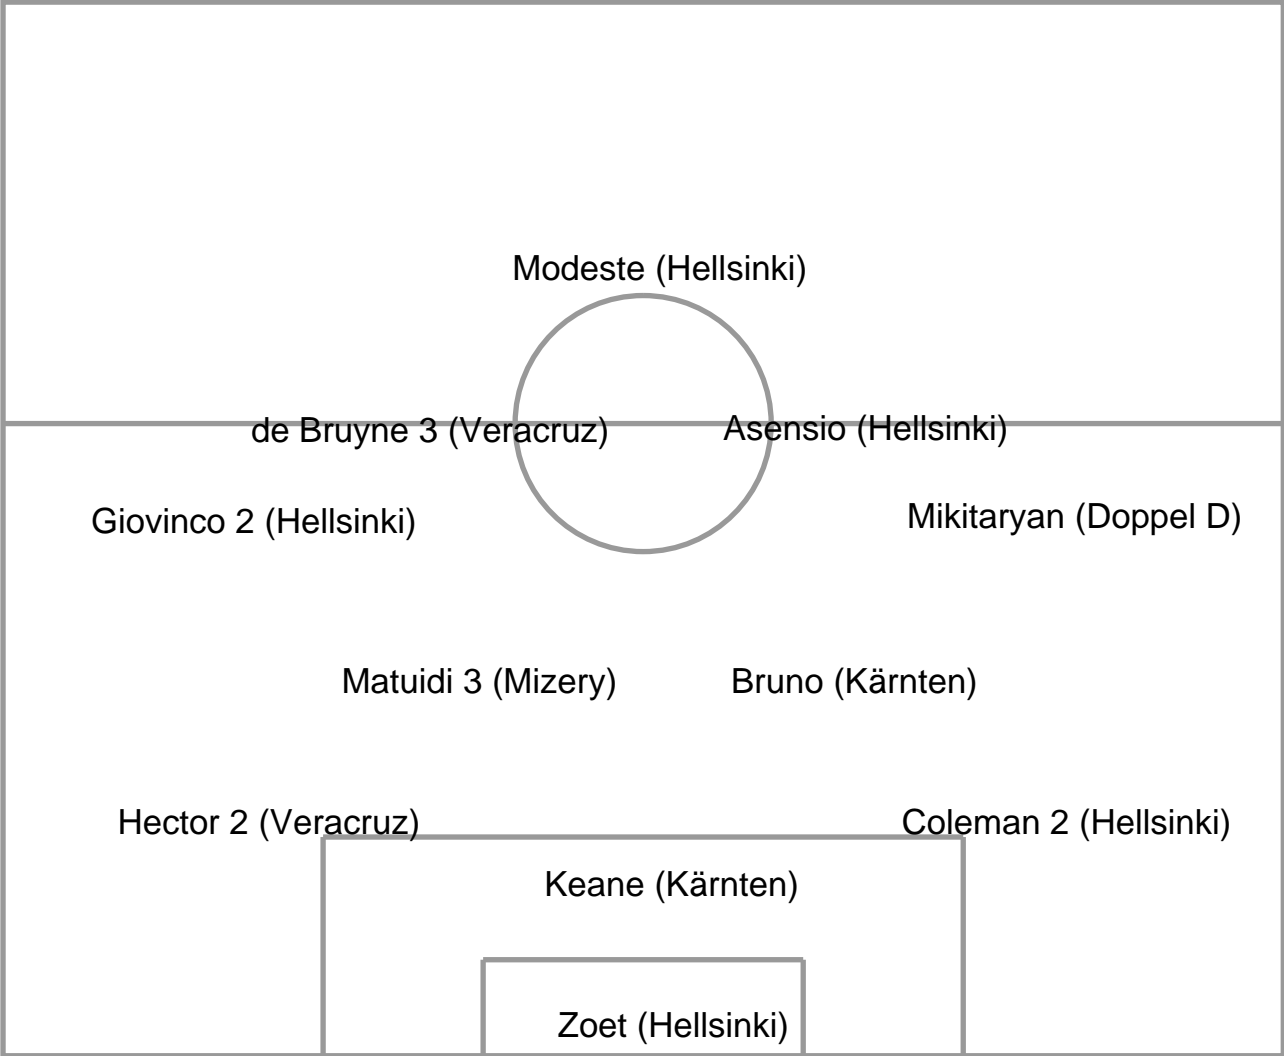 Modeste (Hellsinki)
de Bruyne 3 (Veracruz)
Asensio (Hellsinki)
Giovinco 2 (Hellsinki)
Mikitaryan (Doppel D)
Matuidi 3 (Mizery)
Bruno (Kärnten)
Hector 2 (Veracruz)
Coleman 2 (Hellsinki)
Keane (Kärnten)
Zoet (Hellsinki)